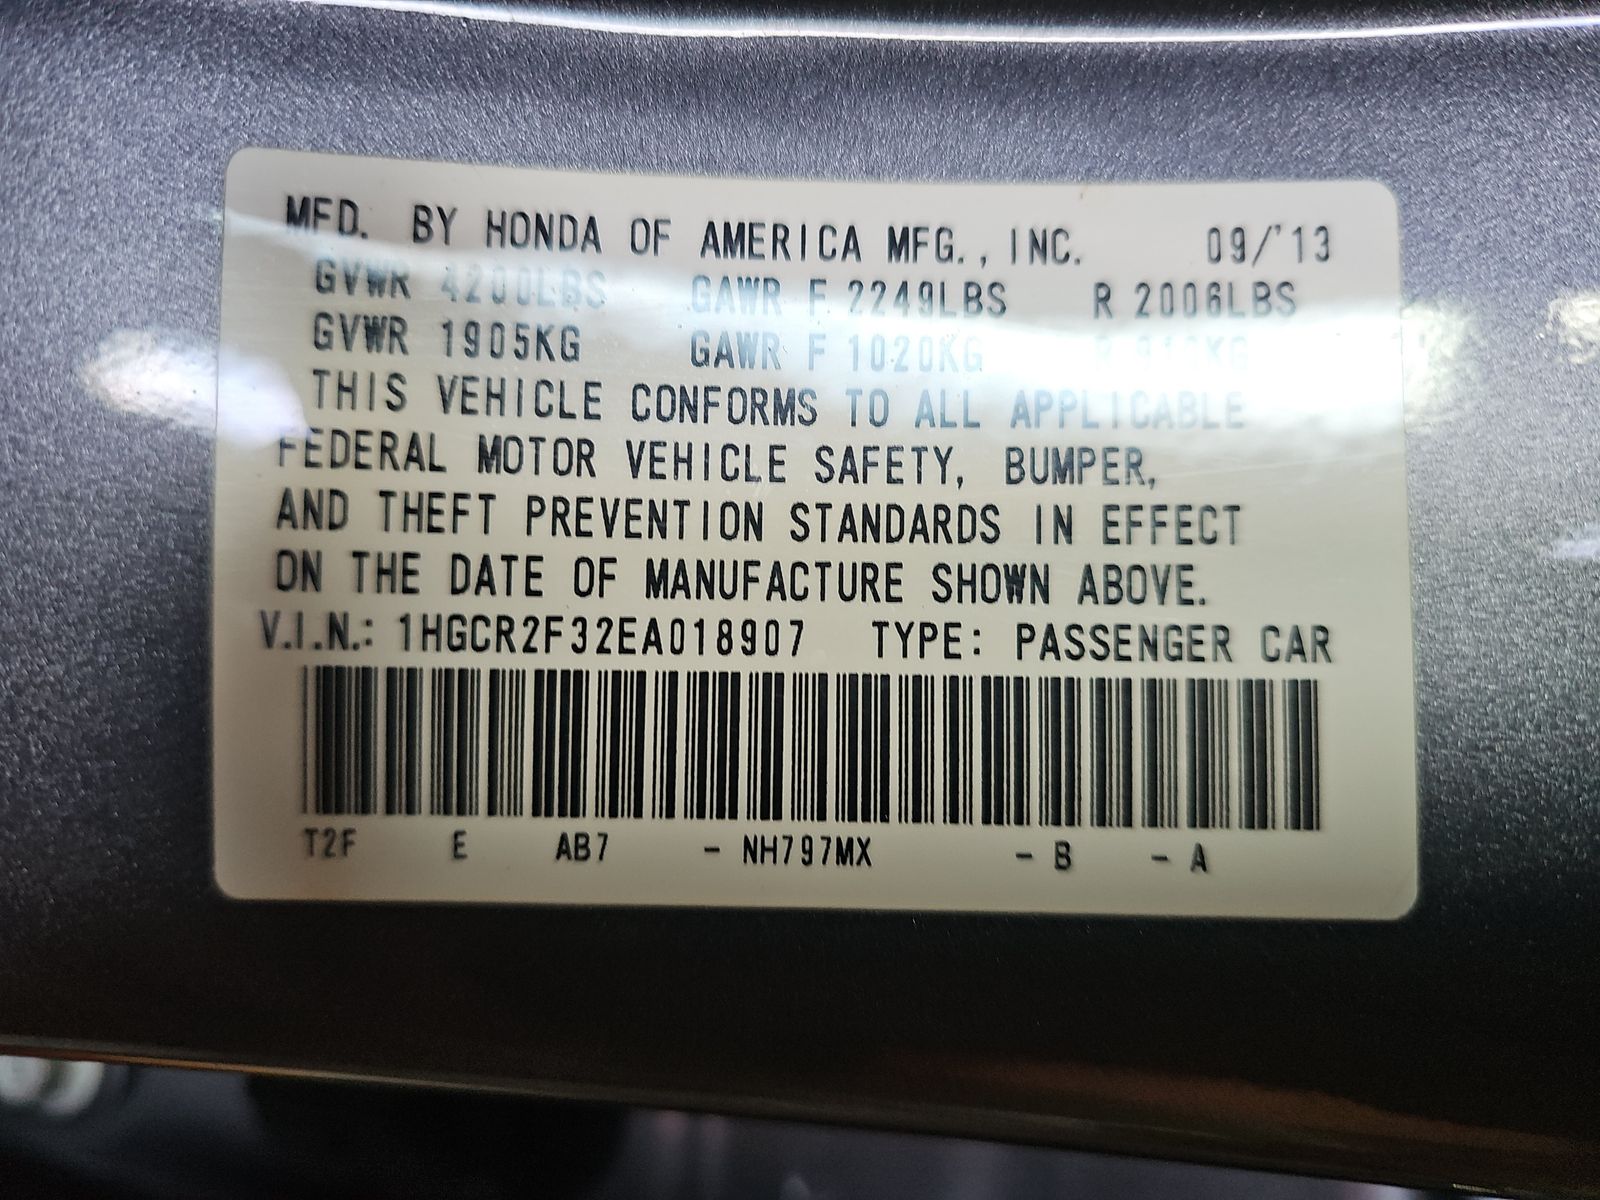 MFD. BY HONDA OF AMERICA MFG., INC. 09/'13
GVWR 4200LBS GAWR F 2249LBS R 2006LBS
GVWR 1905KG GAWR F 1020KG R 910KG
THIS VEHICLE CONFORMS TO ALL APPLICABLE
FEDERAL MOTOR VEHICLE SAFETY, BUMPER,
AND THEFT PREVENTION STANDARDS IN EFFECT
ON THE DATE OF MANUFACTURE SHOWN ABOVE.
V.I.N.: 1HGCR2F32EA018907 TYPE: PASSENGER CAR
T2F E AB7 - NH797MX - B - A